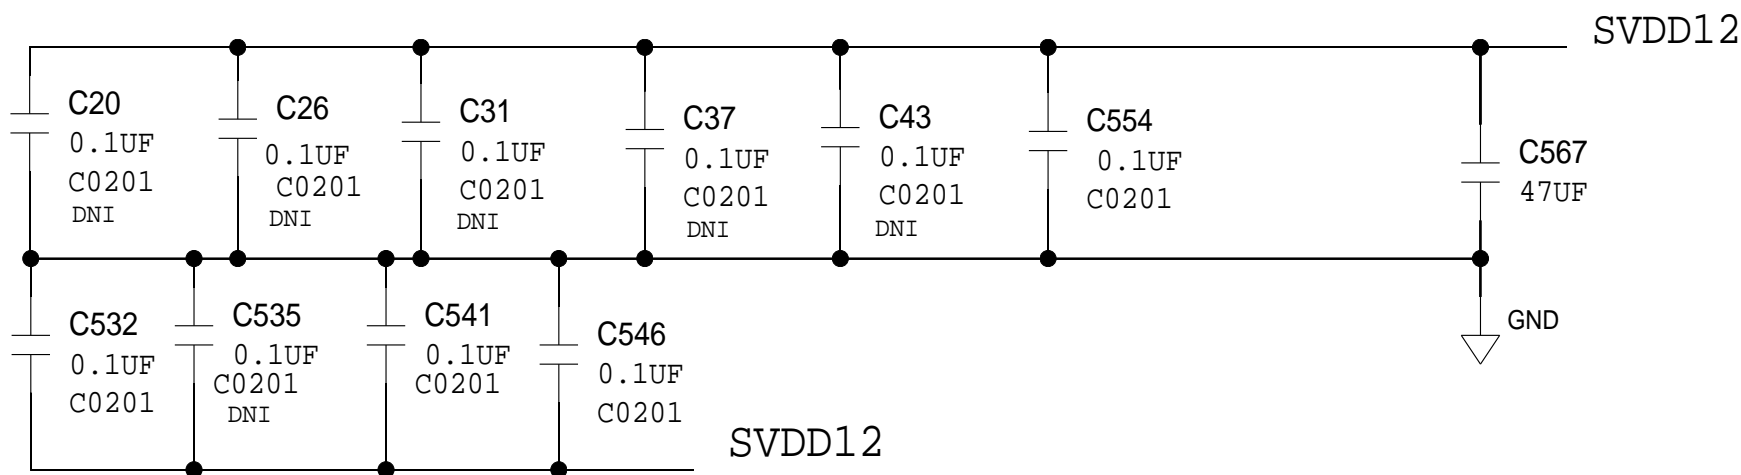 SVDD12
C20
0.1UF
C0201
DNI
C26
0.1UF
C0201
DNI
C31
0.1UF
C0201
DNI
C37
0.1UF
C0201
DNI
C43
0.1UF
C0201
DNI
C554
0.1UF
C0201
C567
47UF
C532
0.1UF
C0201
C535
0.1UF
C0201
DNI
C541
0.1UF
C0201
C546
0.1UF
C0201
GND
SVDD12